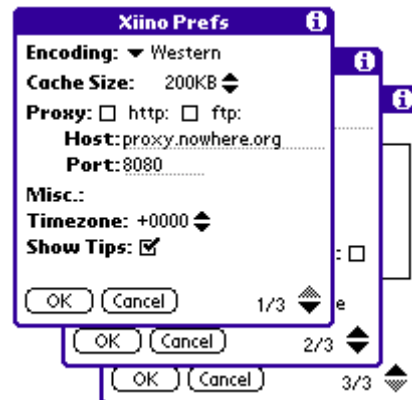 Xiino Prefs i
Encoding: Western
Cache Size: 200KB
Proxy: http: ftp:
Host: proxy.nowhere.org
Port: 8080
Misc.:
Timezone: +0000
Show Tips:
OK Cancel 1/3
i
:
e
OK Cancel 2/3
i
OK Cancel 3/3